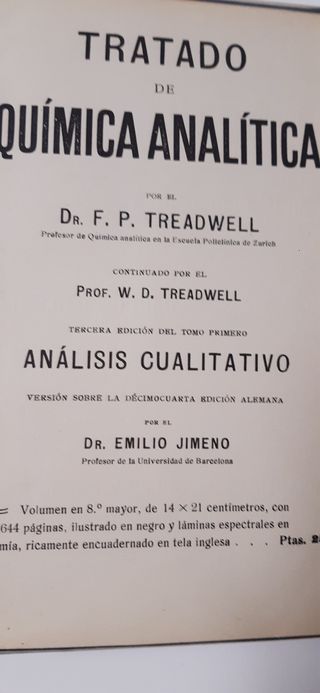 TRATADO
DE
QUÍMICA ANALÍTICA
POR EL
DR. F. P. TREADWELL
Profesor de Química analítica en la Escuela Policlínica de Zurich
CONTINUADO POR EL
PROF. W. D. TREADWELL
TERCERA EDICIÓN DEL TOMO PRIMERO
ANÁLISIS CUALITATIVO
VERSIÓN SOBRE LA DÉCIMOCUARTA EDICIÓN ALEMANA
POR EL
DR. EMILIO JIMENO
Profesor de la Universidad de Barcelona
= Volumen en 8.º mayor, de 14 × 21 centímetros, con
644 páginas, ilustrado en negro y láminas espectrales en
mía, ricamente encuadernado en tela inglesa . . . Ptas.